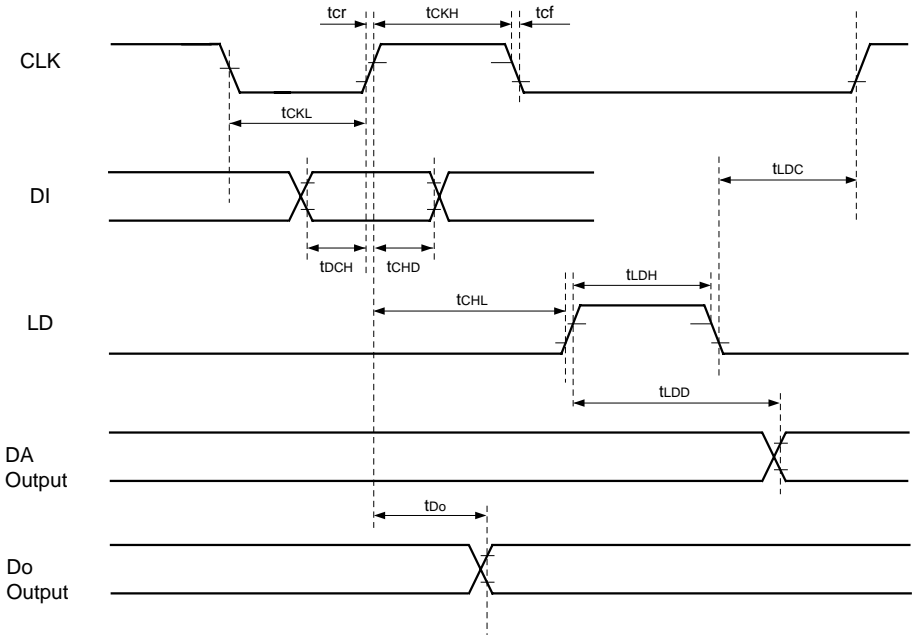 tcr tCKH tcf
CLK
tCKL
tLDC
DI
tDCH tCHD
tLDH
tCHL
LD
tLDD
DA
Output
tDo
Do
Output